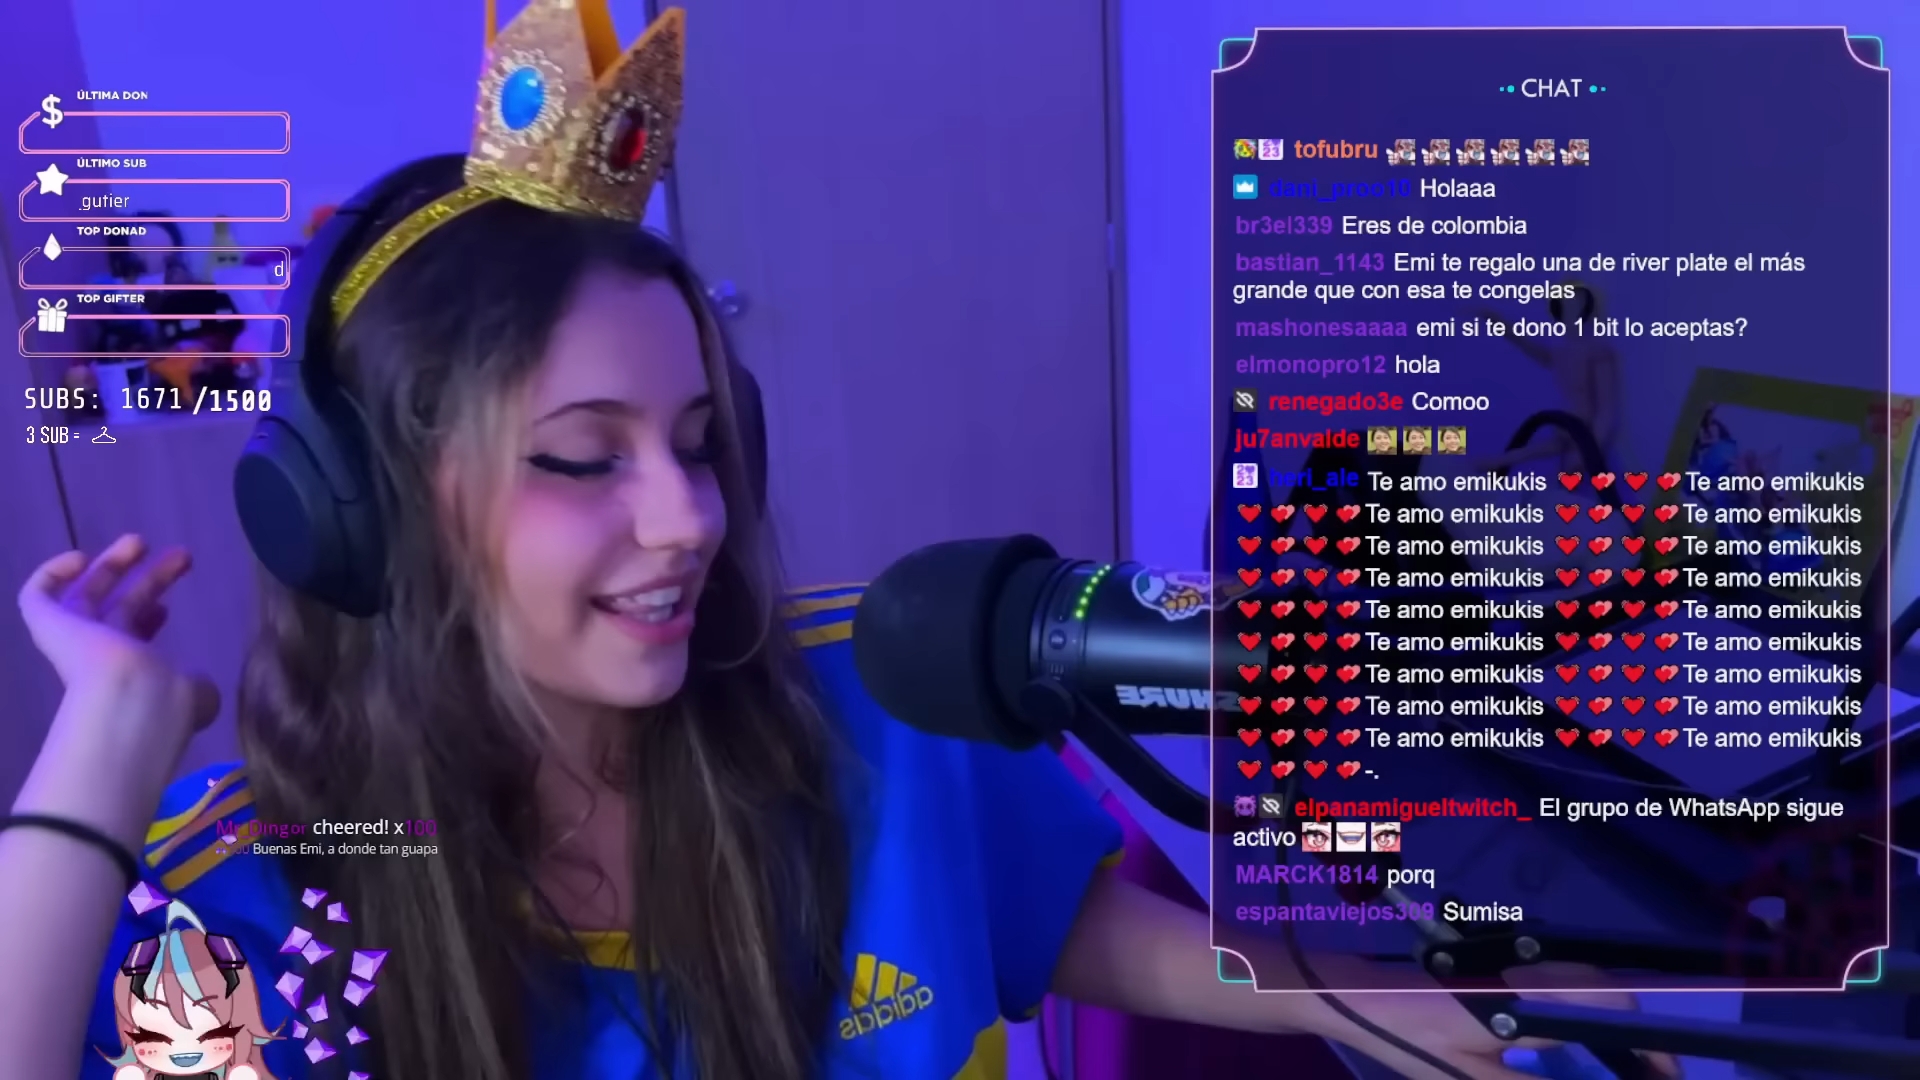 ÚLTIMA DON
ÚLTIMO SUB
.gutier
TOP DONAD
d
TOP GIFTER
SUBS: 1671 /1500
3 SUB =
Mr_Dingor cheered! x100
Buenas Emi, a donde tan guapa
adidas
SHURE
CHAT
tofubru
dani_proo10 Holaaa
br3el339 Eres de colombia
bastian_1143 Emi te regalo una de river plate el más
grande que con esa te congelas
mashonesaaaa emi si te dono 1 bit lo aceptas?
elmonopro12 hola
renegado3e Comoo
ju7anvalde
heri_ale Te amo emikukis ❤️ 💕 ❤️ 💕 Te amo emikukis
❤️ 💕 ❤️ 💕 Te amo emikukis ❤️ 💕 ❤️ 💕 Te amo emikukis
❤️ 💕 ❤️ 💕 Te amo emikukis ❤️ 💕 ❤️ 💕 Te amo emikukis
❤️ 💕 ❤️ 💕 Te amo emikukis ❤️ 💕 ❤️ 💕 Te amo emikukis
❤️ 💕 ❤️ 💕 Te amo emikukis ❤️ 💕 ❤️ 💕 Te amo emikukis
❤️ 💕 ❤️ 💕 Te amo emikukis ❤️ 💕 ❤️ 💕 Te amo emikukis
❤️ 💕 ❤️ 💕 Te amo emikukis ❤️ 💕 ❤️ 💕 Te amo emikukis
❤️ 💕 ❤️ 💕 Te amo emikukis ❤️ 💕 ❤️ 💕 Te amo emikukis
❤️ 💕 ❤️ 💕 Te amo emikukis ❤️ 💕 ❤️ 💕 Te amo emikukis
❤️ 💕 ❤️ 💕 -.
elpanamigueltwitch_ El grupo de WhatsApp sigue
activo
MARCK1814 porq
espantaviejos309 Sumisa